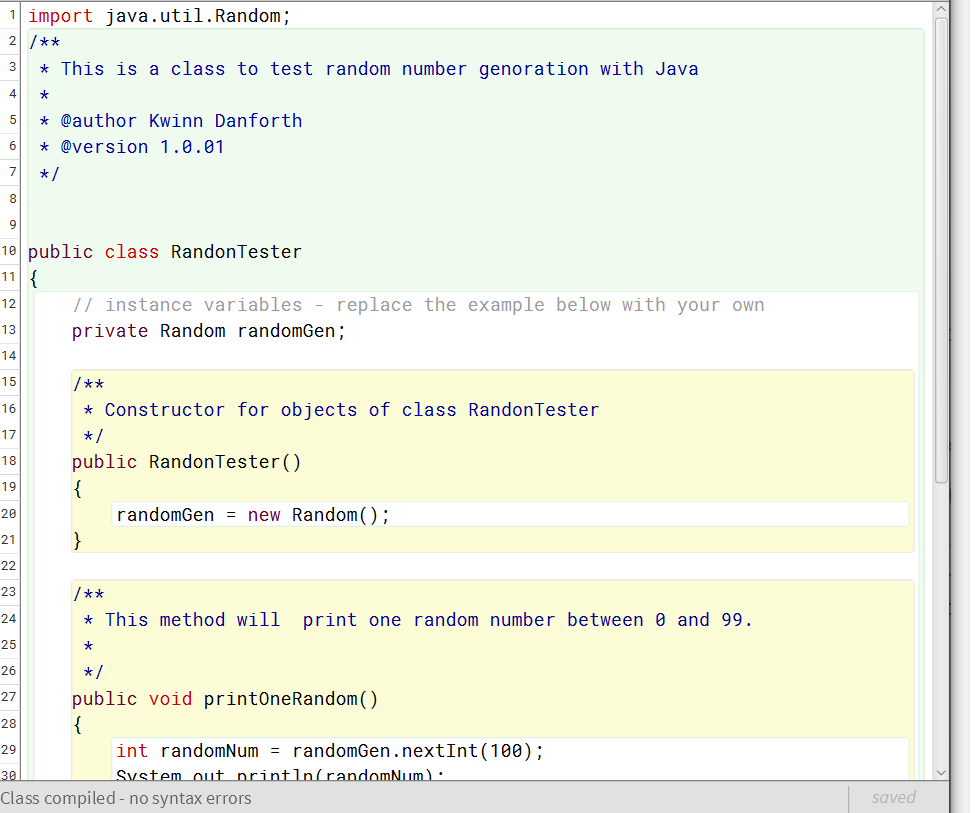 1 import java.util.Random;
2 /**
3  * This is a class to test random number genoration with Java
4  *
5  * @author Kwinn Danforth
6  * @version 1.0.01
7  */
8
9
10 public class RandonTester
11 {
12     // instance variables - replace the example below with your own
13     private Random randomGen;
14
15     /**
16      * Constructor for objects of class RandonTester
17      */
18     public RandonTester()
19     {
20         randomGen = new Random();
21     }
22
23     /**
24      * This method will  print one random number between 0 and 99.
25      *
26      */
27     public void printOneRandom()
28     {
29         int randomNum = randomGen.nextInt(100);
30         System.out.println(randomNum);
Class compiled - no syntax errors saved